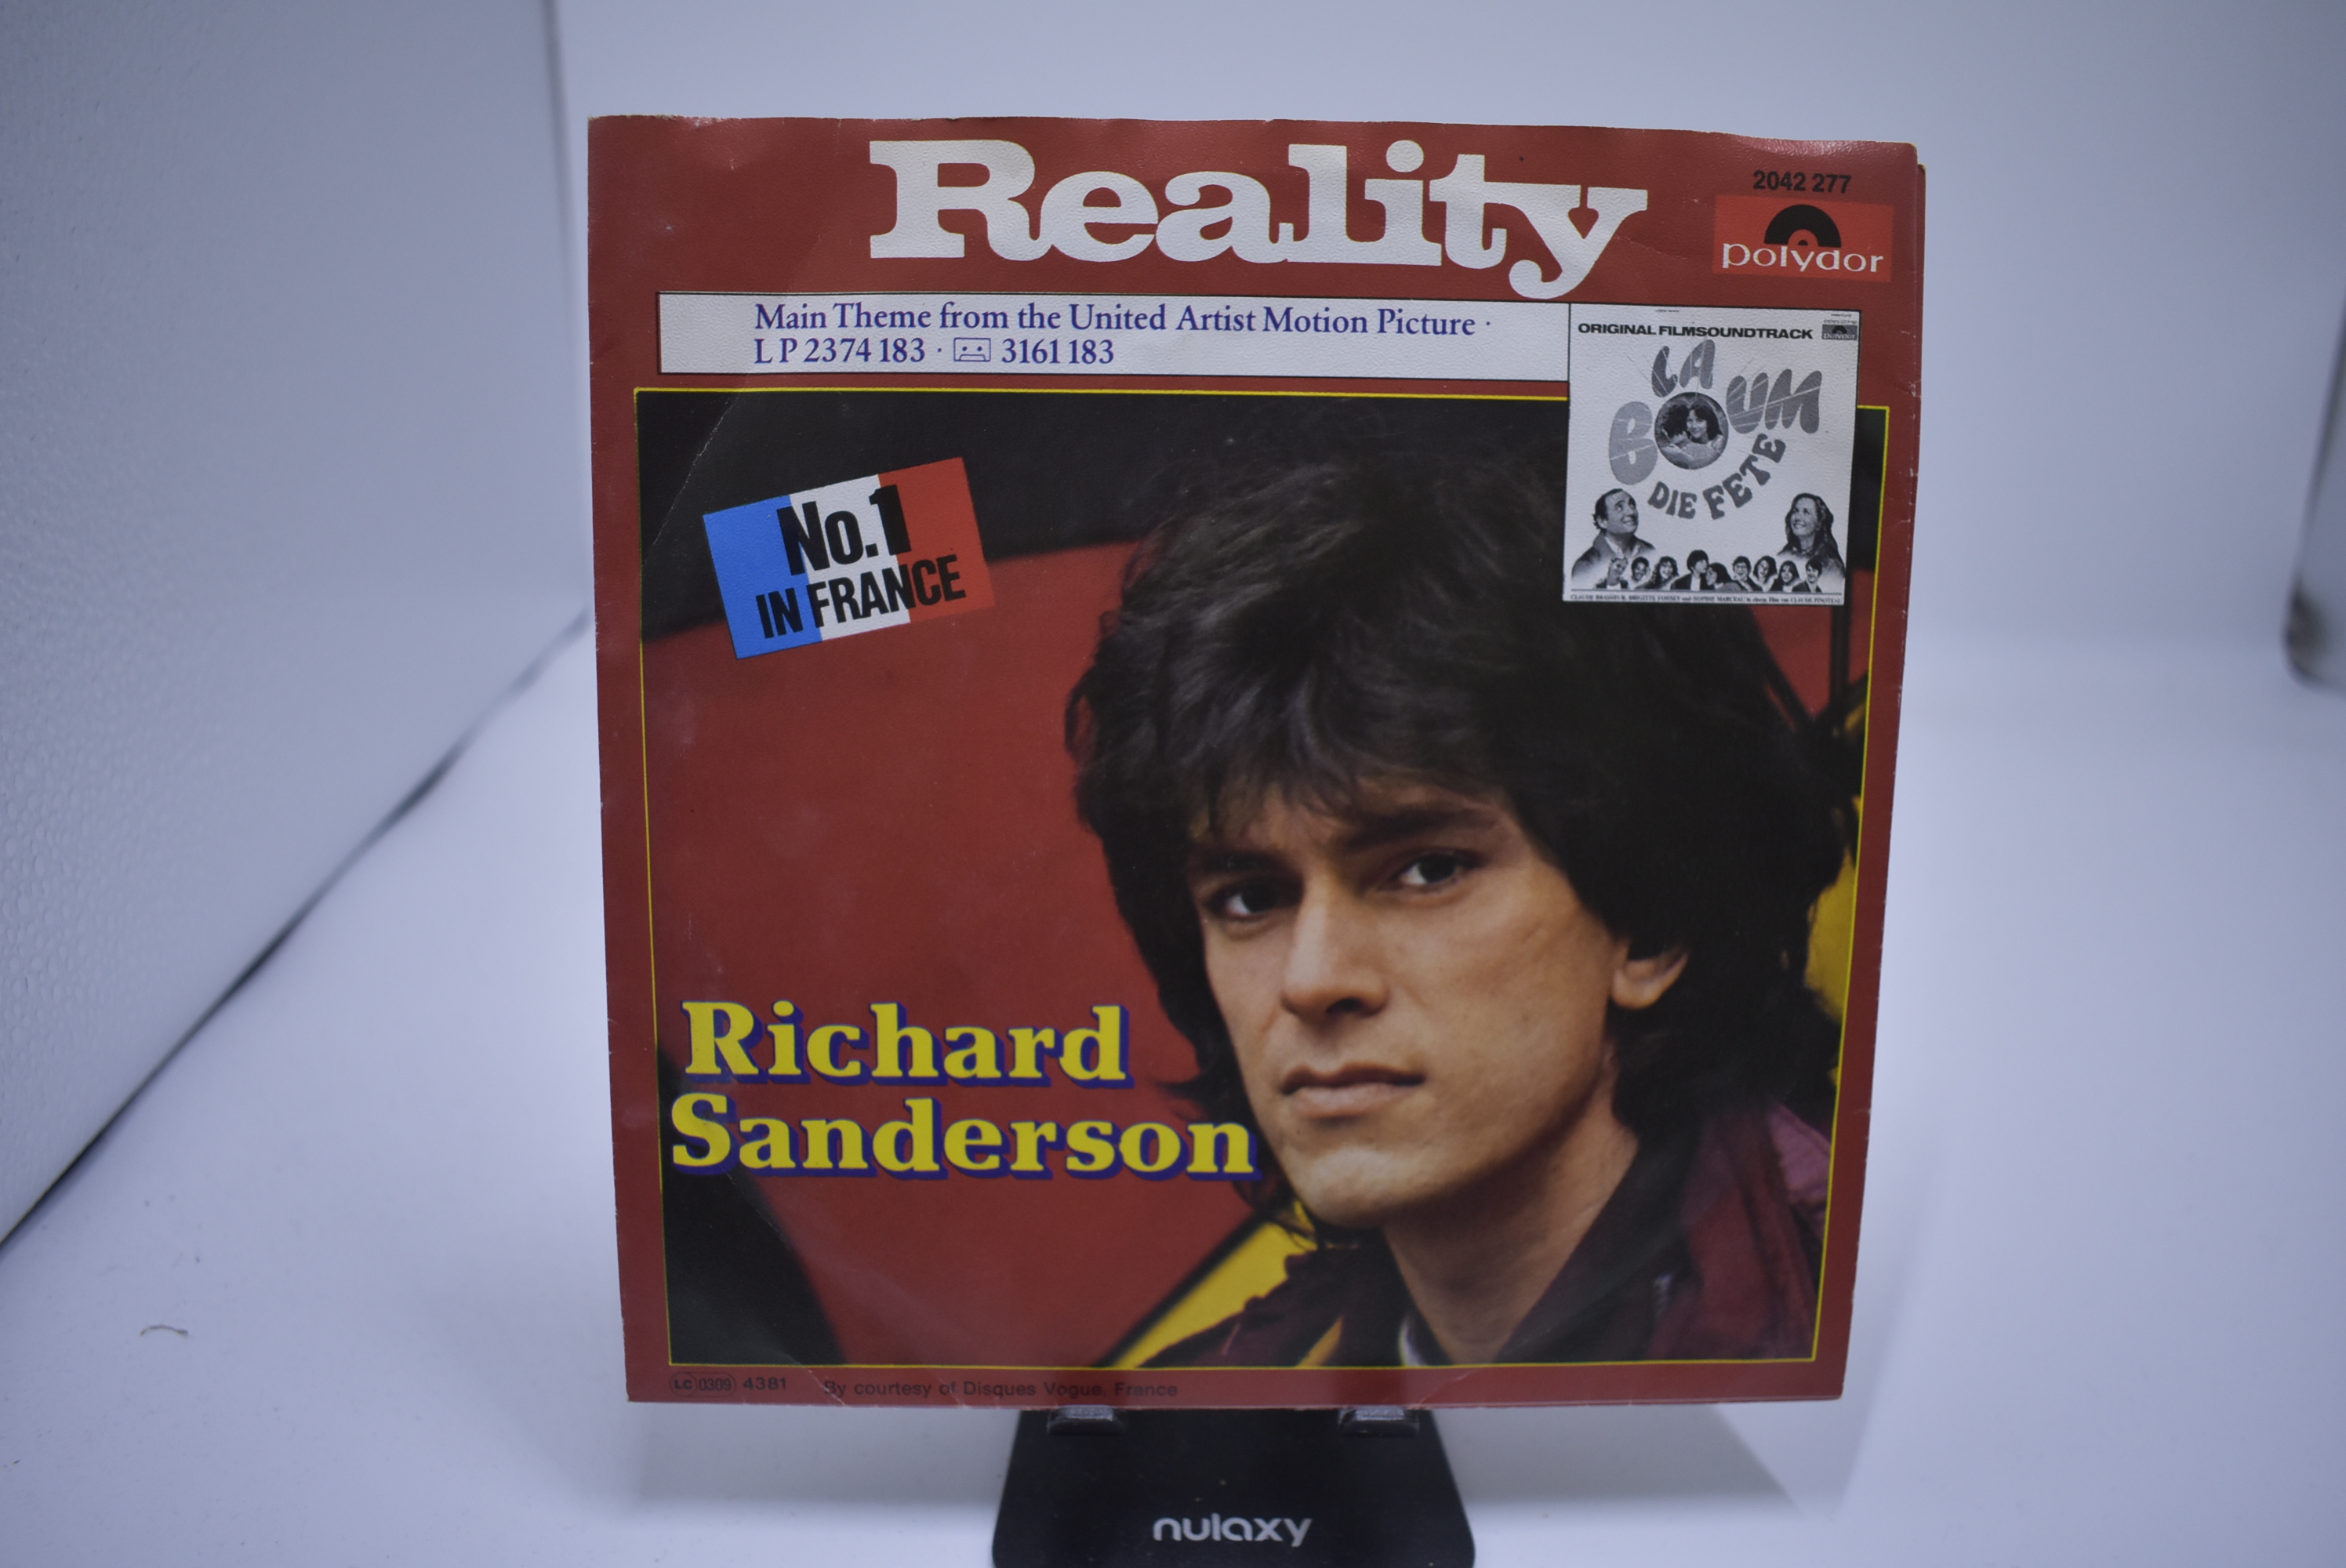 Reality
2042 277
polydor
Main Theme from the United Artist Motion Picture ·
LP 2374 183 · 3161 183
ORIGINAL FILMSOUNDTRACK
LA
BOUM
DIE FETE
No.1
IN FRANCE
Richard
Sanderson
LC 0309 4381 By courtesy of Disques Vogue, France
nulaxy